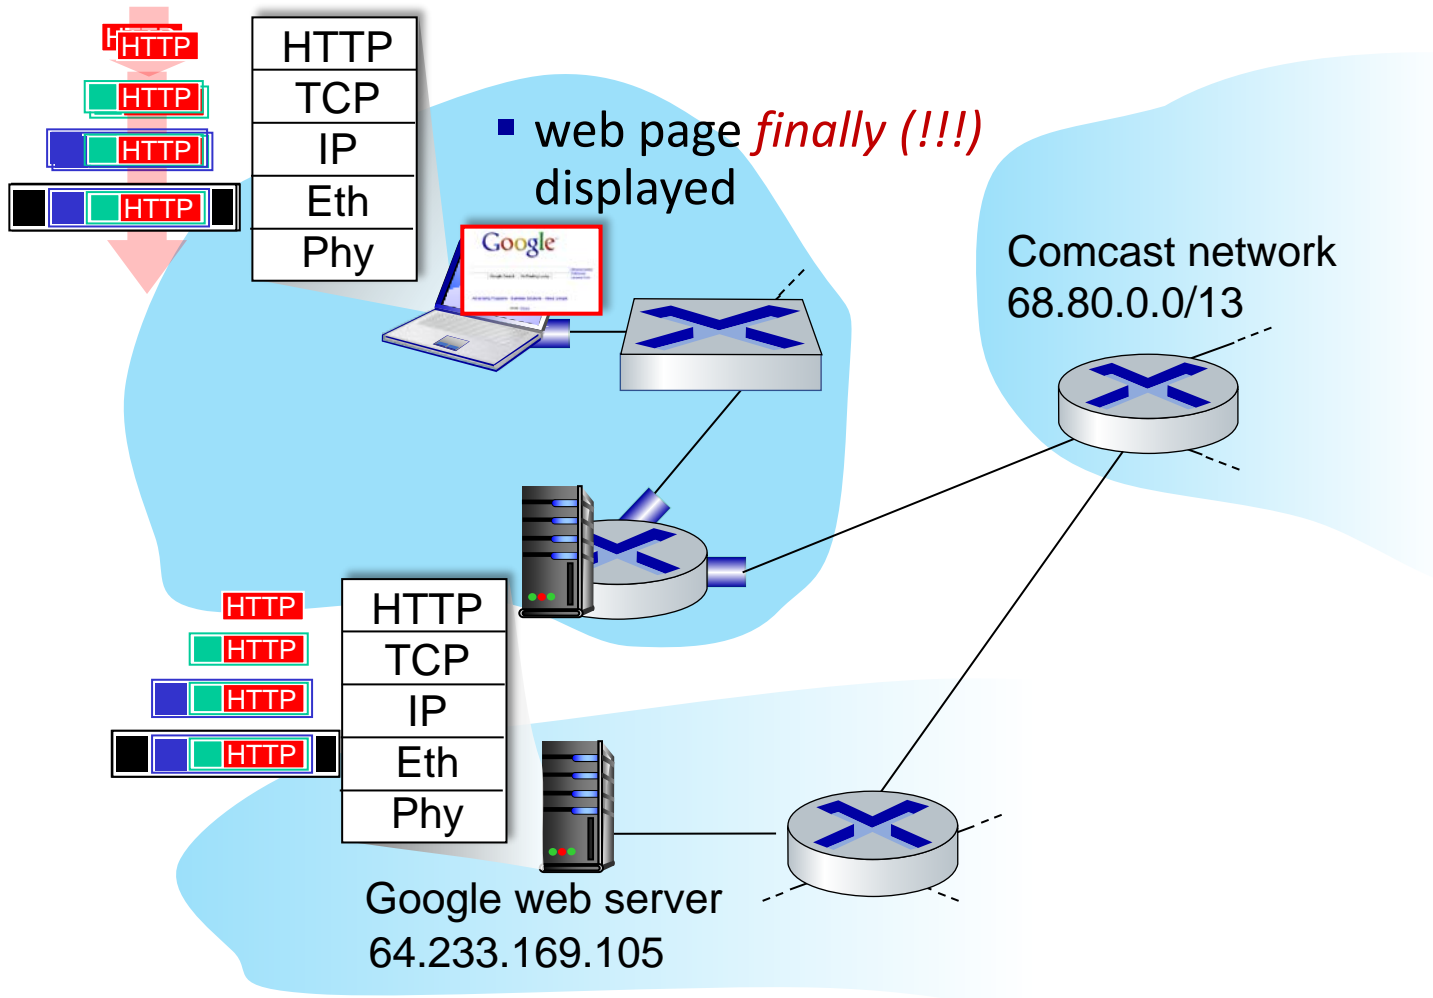 HTTP
HTTP
HTTP
HTTP
HTTP
HTTP
TCP
IP
Eth
Phy
web page finally (!!!)
displayed
Google
Comcast network
68.80.0.0/13
HTTP
HTTP
HTTP
HTTP
HTTP
TCP
IP
Eth
Phy
Google web server
64.233.169.105